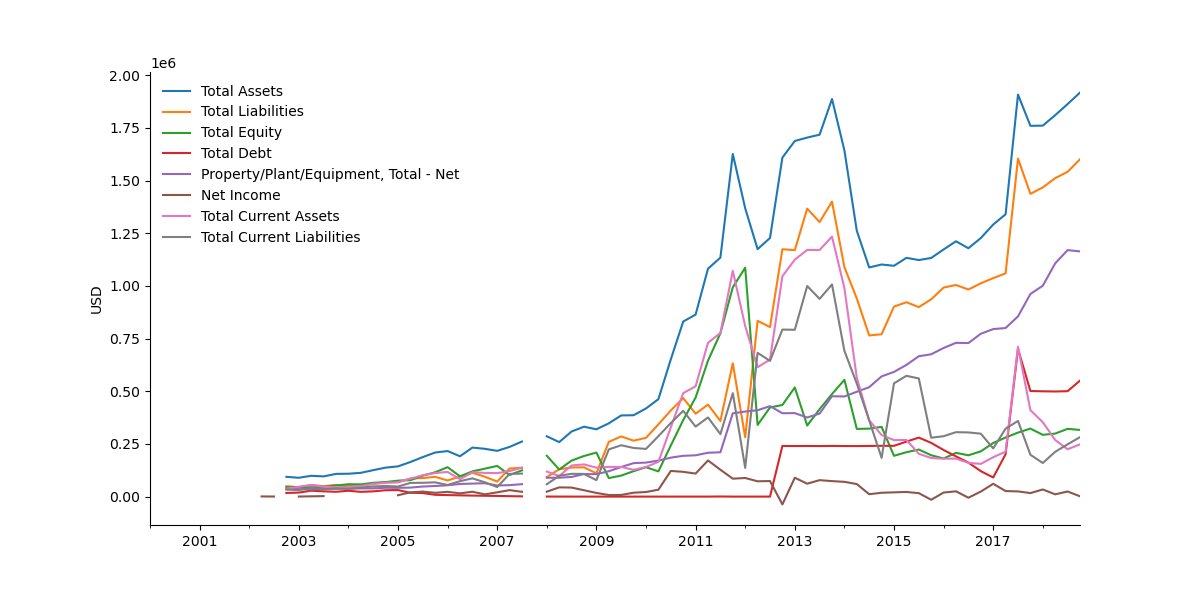 1e6
2.00
1.75
1.50
1.25
1.00
0.75
0.50
0.25
0.00
USD
Total Assets
Total Liabilities
Total Equity
Total Debt
Property/Plant/Equipment, Total - Net
Net Income
Total Current Assets
Total Current Liabilities
2001 2003 2005 2007 2009 2011 2013 2015 2017